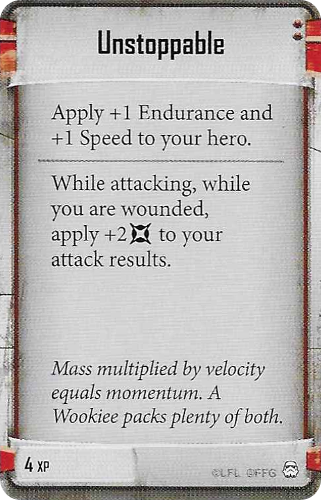 Unstoppable
Apply +1 Endurance and
+1 Speed to your hero.
While attacking, while
you are wounded,
apply +2 to your
attack results.
Mass multiplied by velocity
equals momentum. A
Wookiee packs plenty of both.
4 XP
©LFL ©FFG